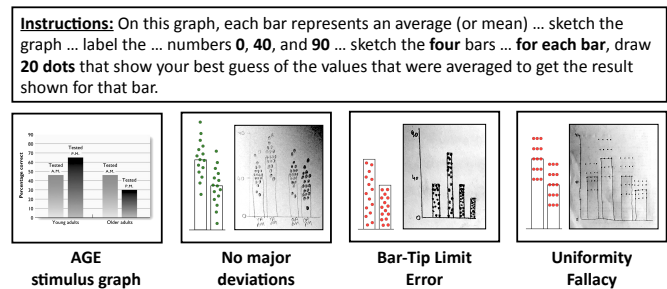 Instructions: On this graph, each bar represents an average (or mean) … sketch the
graph … label the … numbers 0, 40, and 90 … sketch the four bars … for each bar, draw
20 dots that show your best guess of the values that were averaged to get the result
shown for that bar.
90
80
70
60
50
40
30
20
10
0
Percentage correct
Tested
P.M.
Tested
A.M.
Tested
A.M.
Tested
P.M.
Young adults
Older adults
90
40
0
AGE
stimulus graph
No major
deviations
Bar-Tip Limit
Error
Uniformity
Fallacy